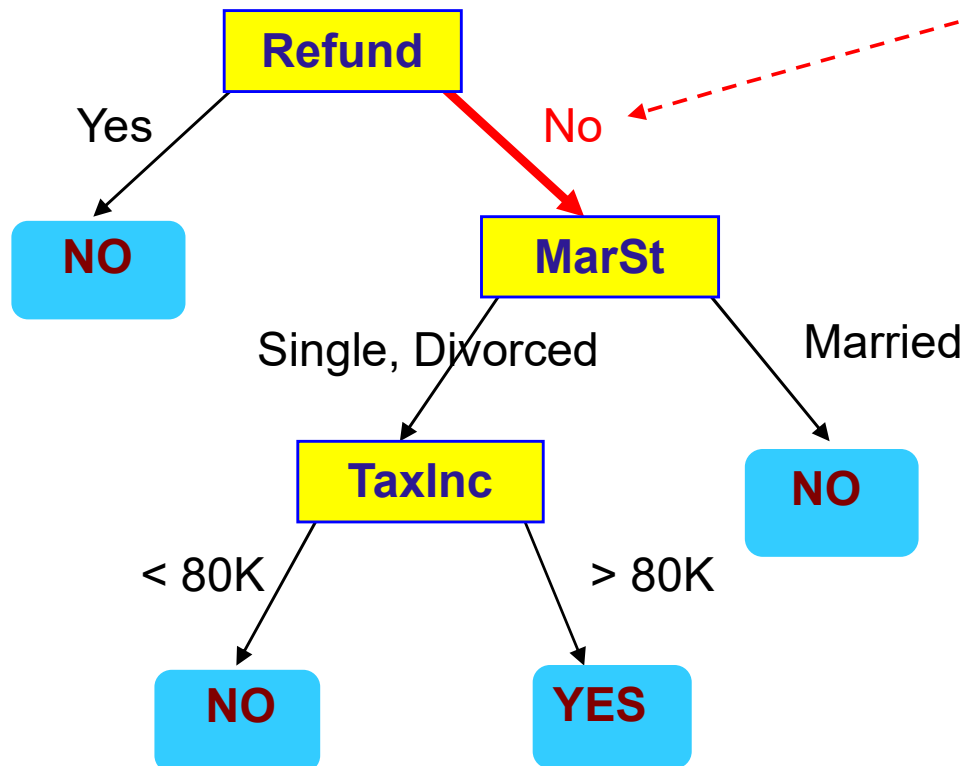 Refund
Yes
No
NO
MarSt
Single, Divorced
Married
TaxInc
NO
< 80K
> 80K
NO
YES